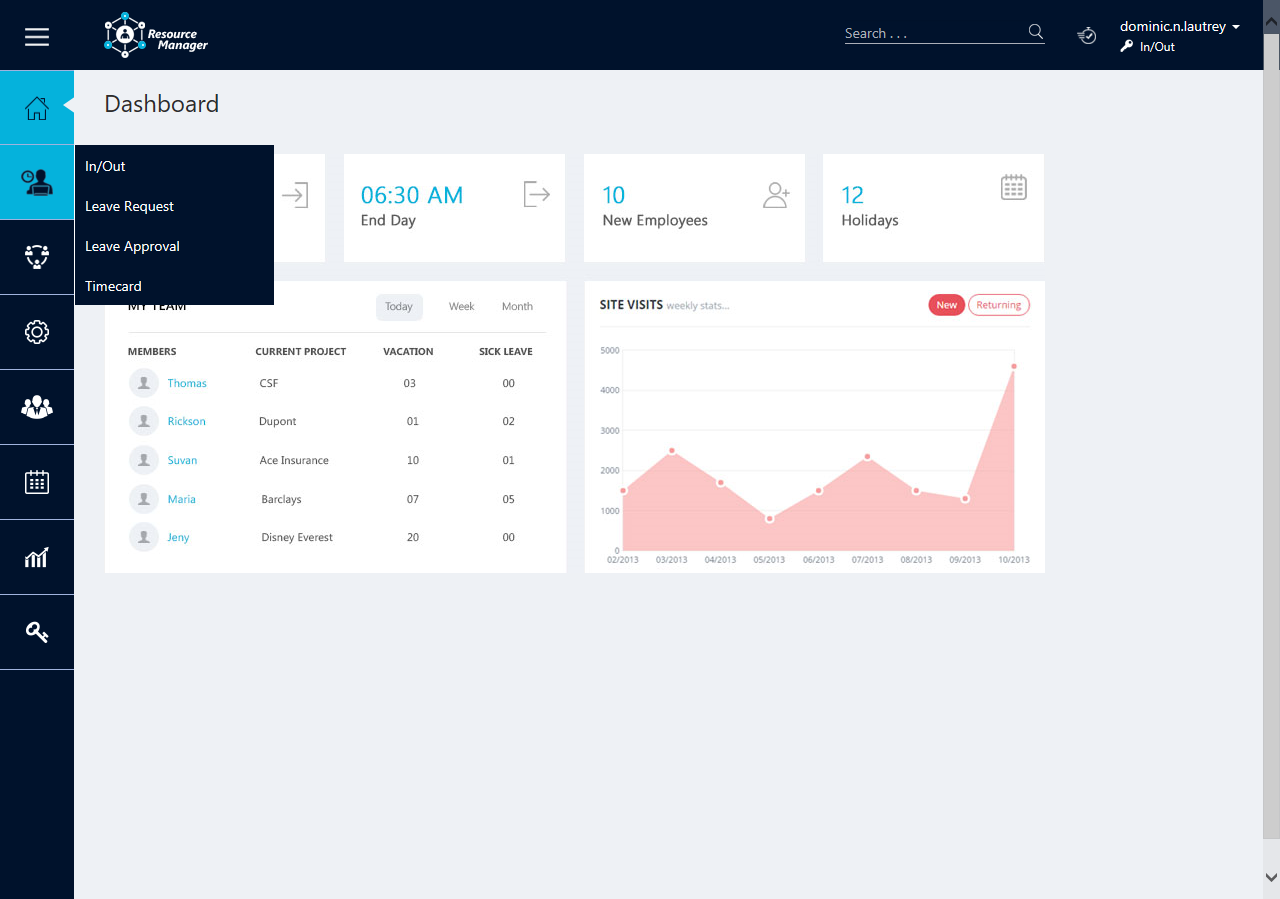 Resource
Manager
Search . . .
dominic.n.lautrey
In/Out
Dashboard
In/Out
Leave Request
Leave Approval
Timecard
06:30 AM
End Day
10
New Employees
12
Holidays
MY TEAM
Today Week Month
MEMBERS CURRENT PROJECT VACATION SICK LEAVE
Thomas CSF 03 00
Rickson Dupont 01 02
Suvan Ace Insurance 10 01
Maria Barclays 07 05
Jeny Disney Everest 20 00
SITE VISITS weekly stats...
New Returning
5000
4000
3000
2000
1000
0
02/2013 03/2013 04/2013 05/2013 06/2013 07/2013 08/2013 09/2013 10/2013